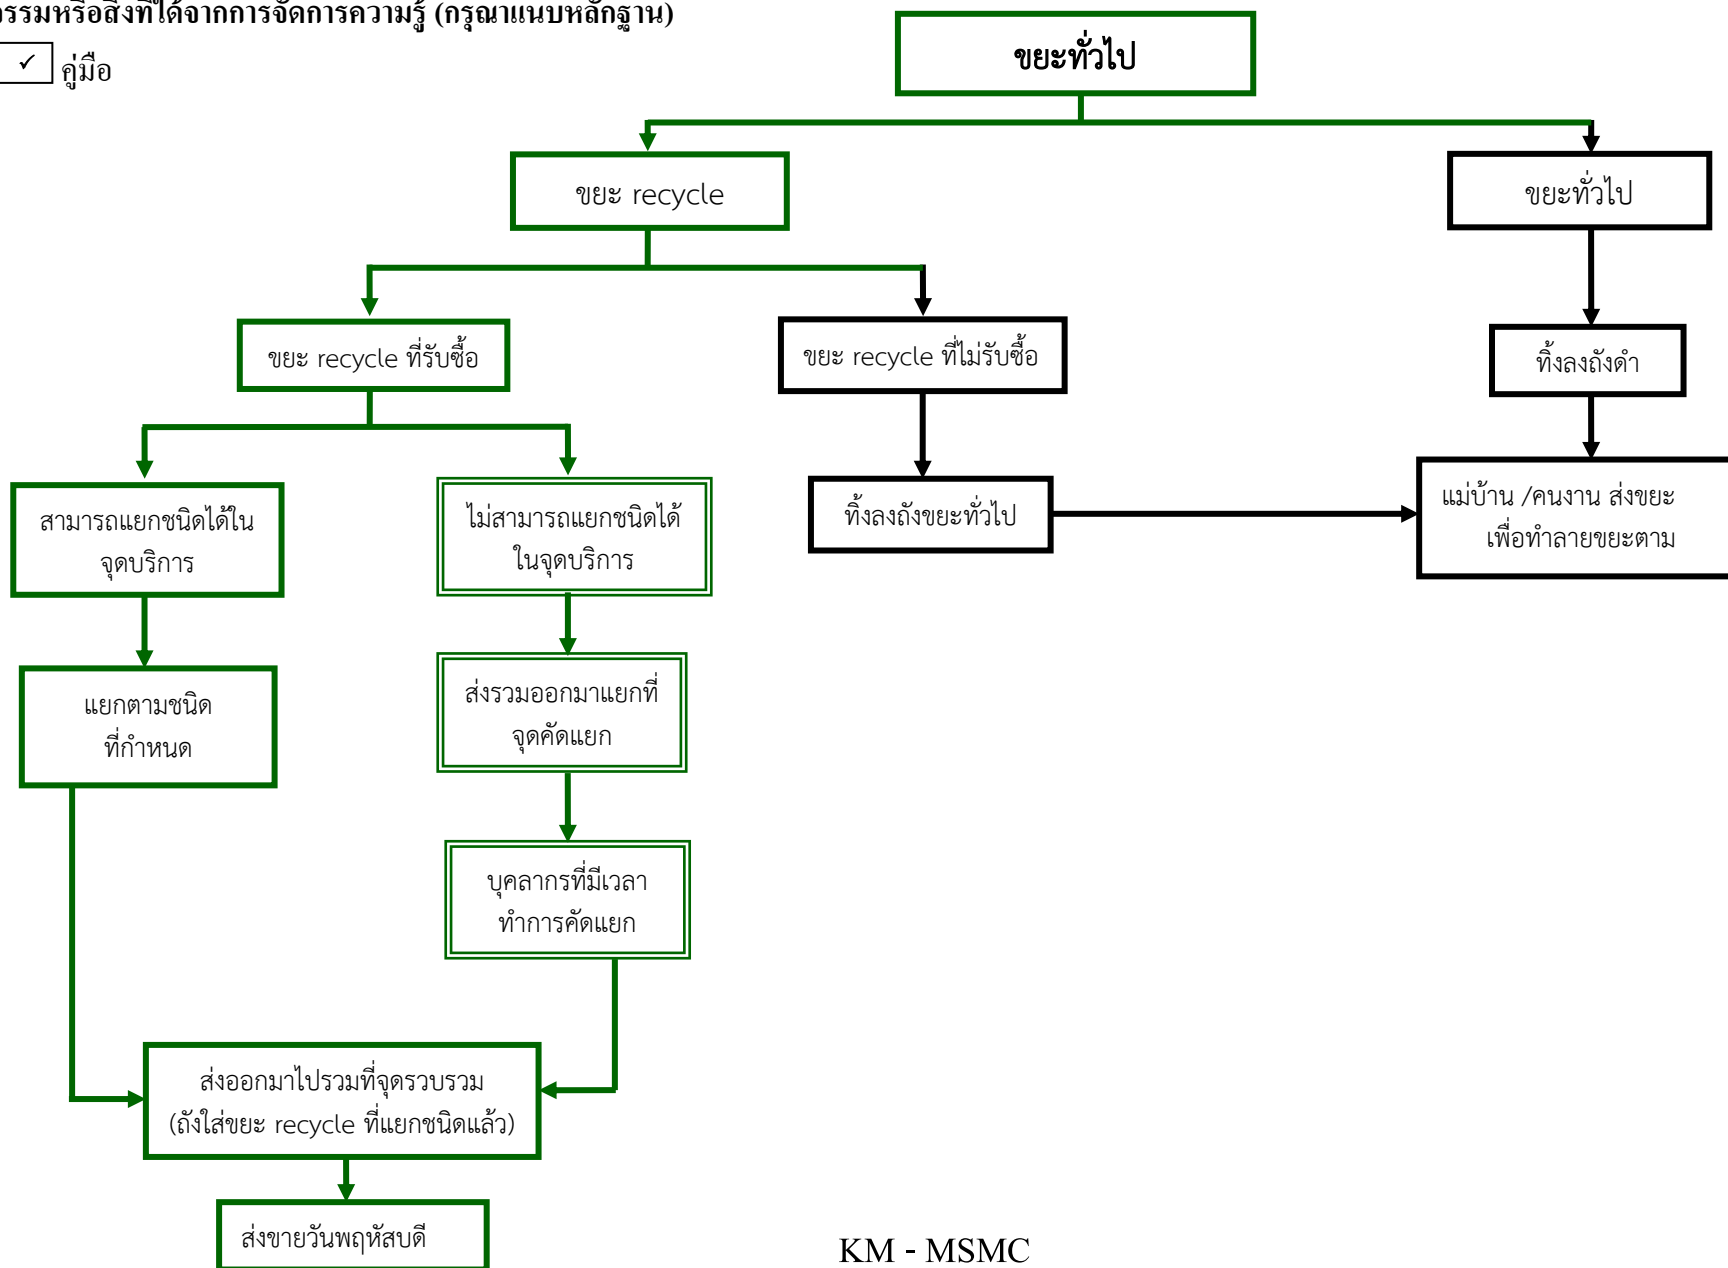 รรมหรือสิ่งที่ได้จากการจัดการความรู้ (กรุณาแนบหลักฐาน)
✓ คู่มือ
ขยะทั่วไป
ขยะ recycle
ขยะทั่วไป
ขยะ recycle ที่รับซื้อ
ขยะ recycle ที่ไม่รับซื้อ
ทิ้งลงถังดำ
สามารถแยกชนิดได้ใน
จุดบริการ
ไม่สามารถแยกชนิดได้
ในจุดบริการ
ทิ้งลงถังขยะทั่วไป
แม่บ้าน /คนงาน ส่งขยะ
เพื่อทำลายขยะตาม
แยกตามชนิด
ที่กำหนด
ส่งรวมออกมาแยกที่
จุดคัดแยก
บุคลากรที่มีเวลา
ทำการคัดแยก
ส่งออกมาไปรวมที่จุดรวบรวม
(ถังใส่ขยะ recycle ที่แยกชนิดแล้ว)
ส่งขายวันพฤหัสบดี
KM - MSMC